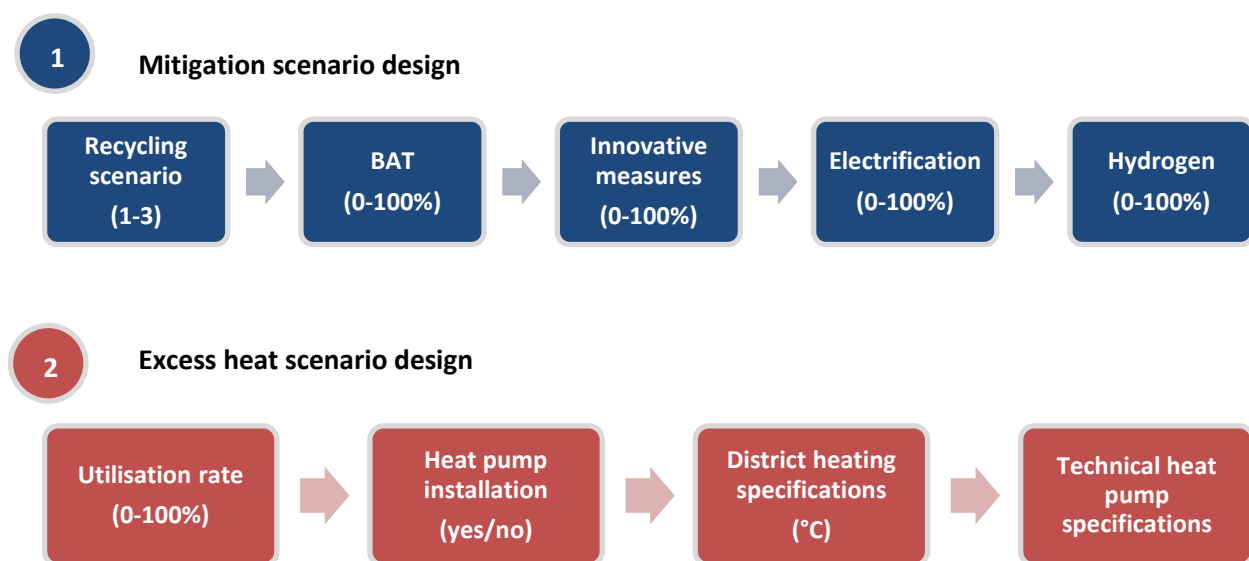 1
Mitigation scenario design
Recycling
scenario
(1-3)
BAT
(0-100%)
Innovative
measures
(0-100%)
Electrification
(0-100%)
Hydrogen
(0-100%)
2
Excess heat scenario design
Utilisation rate
(0-100%)
Heat pump
installation
(yes/no)
District heating
specifications
(°C)
Technical heat
pump
specifications